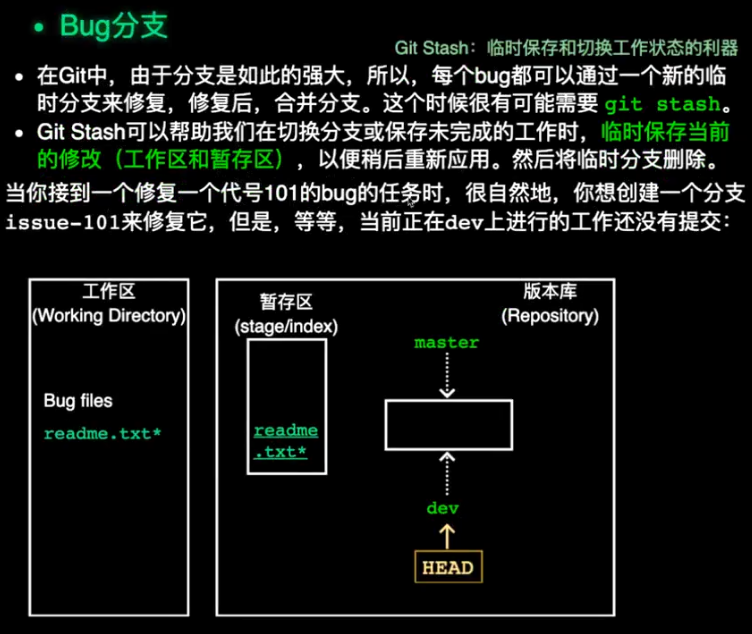 Bug分支
Git Stash：临时保存和切换工作状态的利器
在Git中，由于分支是如此的强大，所以，每个bug都可以通过一个新的临
时分支来修复，修复后，合并分支。这个时候很有可能需要 git stash。
Git Stash可以帮助我们在切换分支或保存未完成的工作时，临时保存当前
的修改（工作区和暂存区），以便稍后重新应用。然后将临时分支删除。
当你接到一个修复一个代号101的bug的任务时，很自然地，你想创建一个分支
issue-101来修复它，但是，等等，当前正在dev上进行的工作还没有提交：
工作区
(Working Directory)
Bug files
readme.txt*
暂存区
(stage/index)
readme
.txt*
版本库
(Repository)
master
dev
HEAD